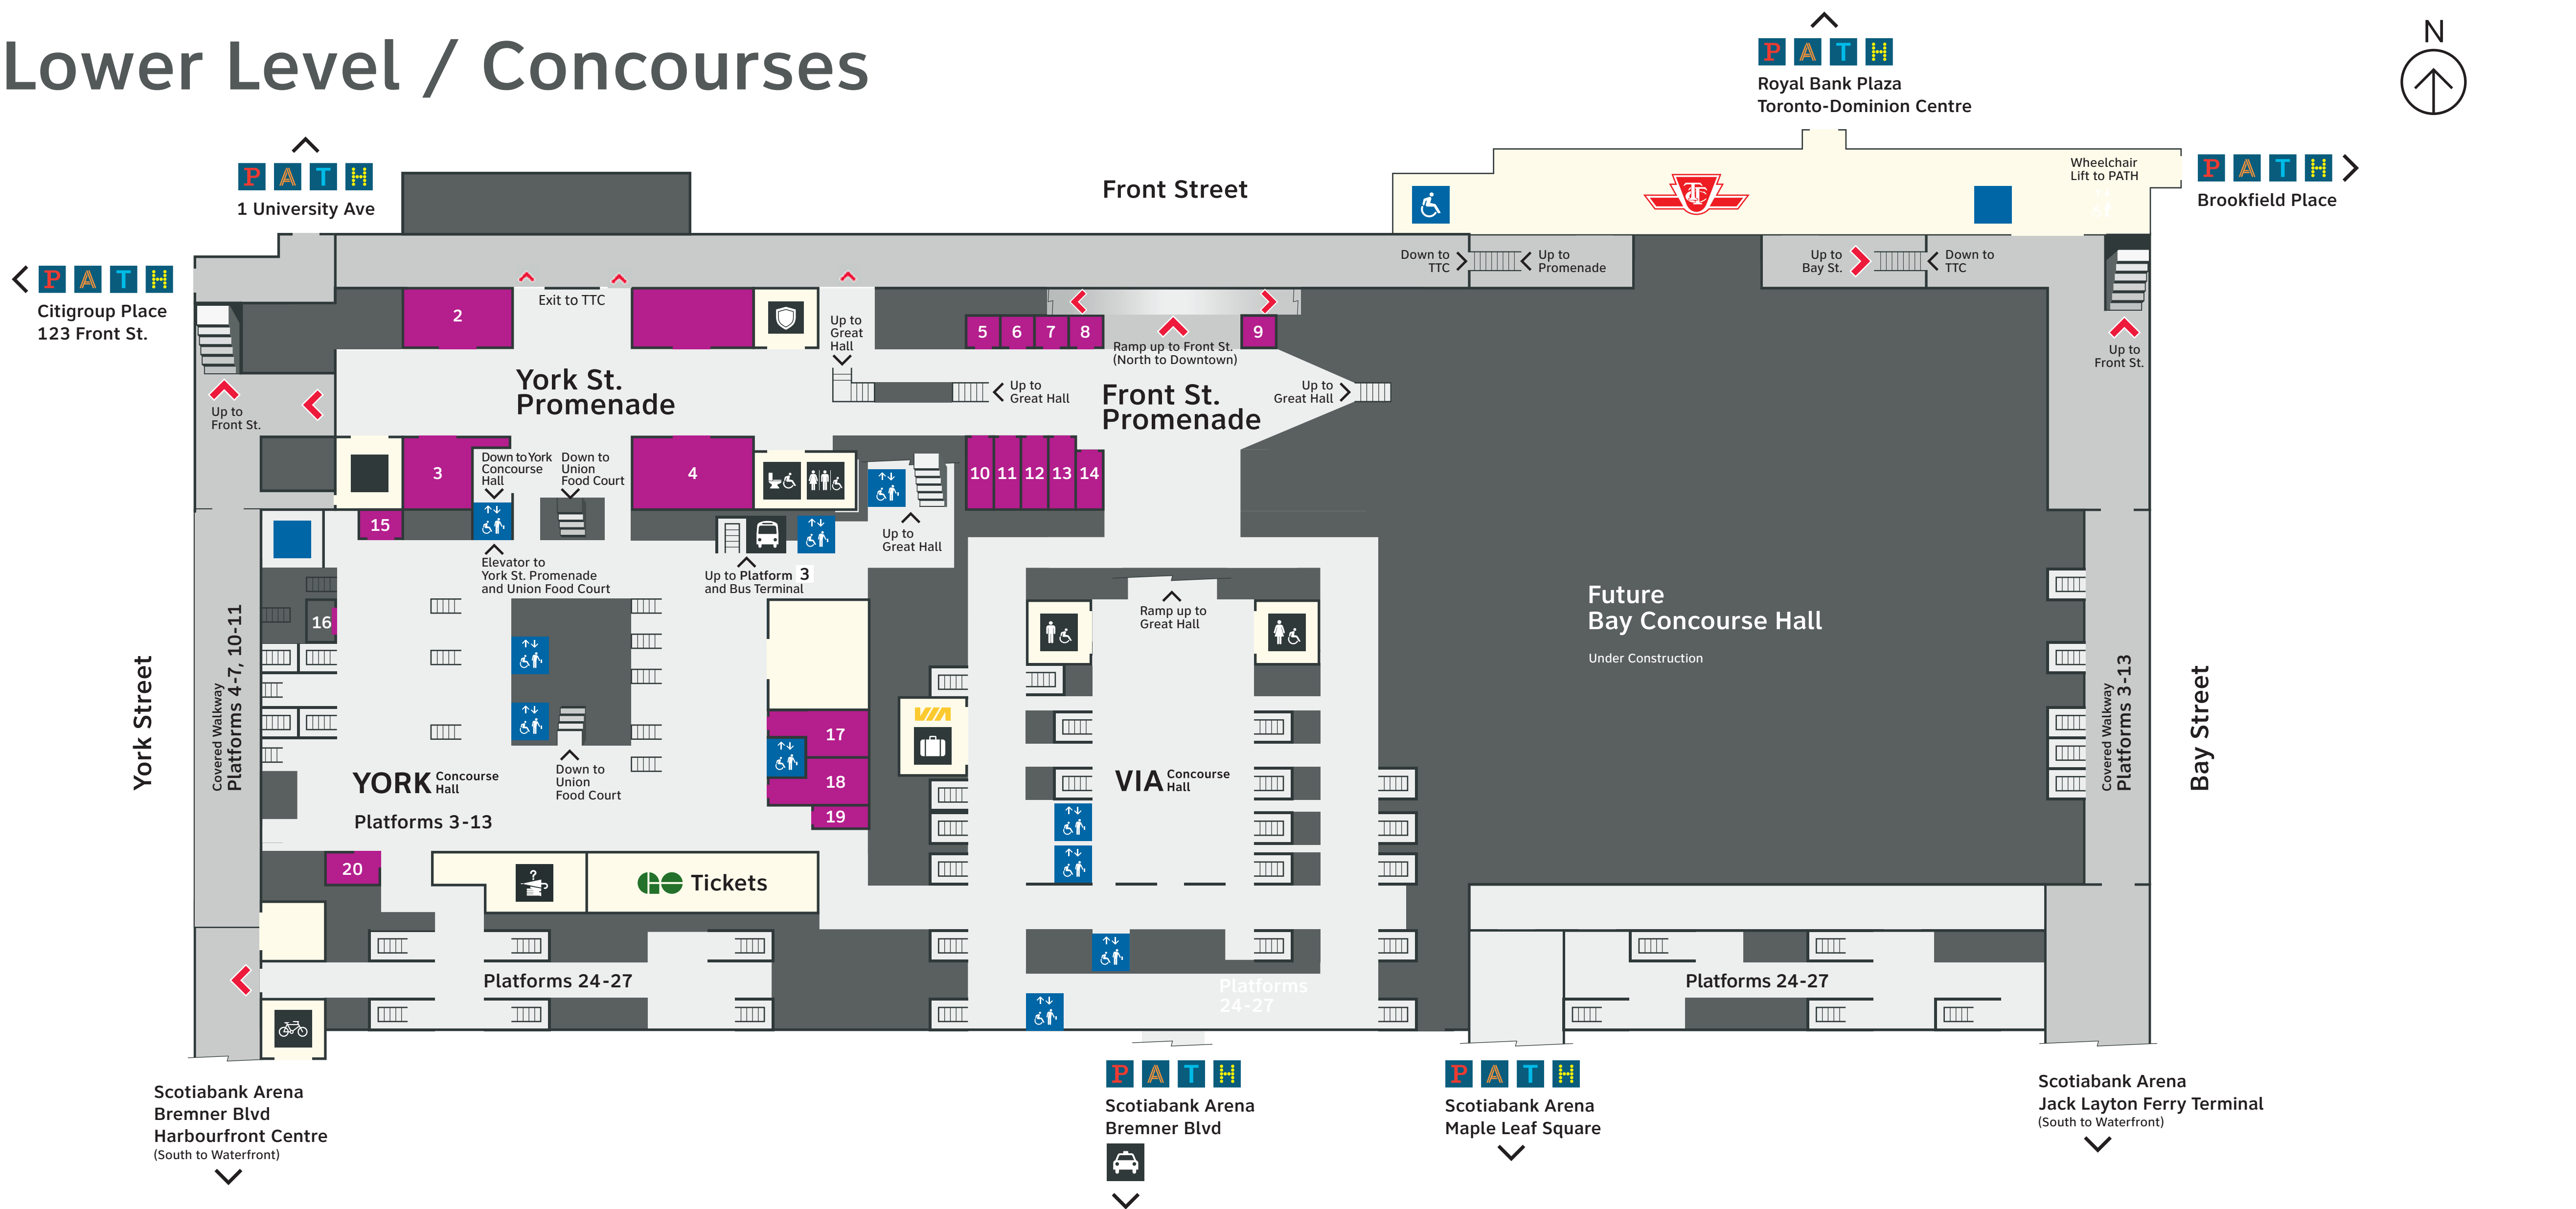 Lower Level / Concourses
N
PATH
Royal Bank Plaza
Toronto-Dominion Centre
PATH
1 University Ave
Front Street
Wheelchair
Lift to PATH
PATH
Brookfield Place
TTC
PATH
Citigroup Place
123 Front St.
Exit to TTC
Down to
TTC
Up to
Promenade
Up to
Bay St.
Down to
TTC
2
Up to
Great
Hall
5
6
7
8
9
Ramp up to Front St.
(North to Downtown)
Up to
Front St.
Up to
Front St.
York St.
Promenade
Up to
Great Hall
Front St.
Promenade
Up to
Great Hall
3
Down to York
Concourse
Hall
Down to
Union
Food Court
4
10
11
12
13
14
15
Up to
Great Hall
Elevator to
York St. Promenade
and Union Food Court
Up to Platform 3
and Bus Terminal
16
Ramp up to
Great Hall
Future
Bay Concourse Hall
Under Construction
York Street
Covered Walkway
Platforms 4-7, 10-11
Covered Walkway
Platforms 3-13
Bay Street
17
VIA
18
19
YORK Concourse
Hall
Platforms 3-13
Down to
Union
Food Court
VIA Concourse
Hall
20
?
GO Tickets
Platforms 24-27
Platforms
24-27
Platforms 24-27
Scotiabank Arena
Bremner Blvd
Harbourfront Centre
(South to Waterfront)
PATH
Scotiabank Arena
Bremner Blvd
PATH
Scotiabank Arena
Maple Leaf Square
Scotiabank Arena
Jack Layton Ferry Terminal
(South to Waterfront)